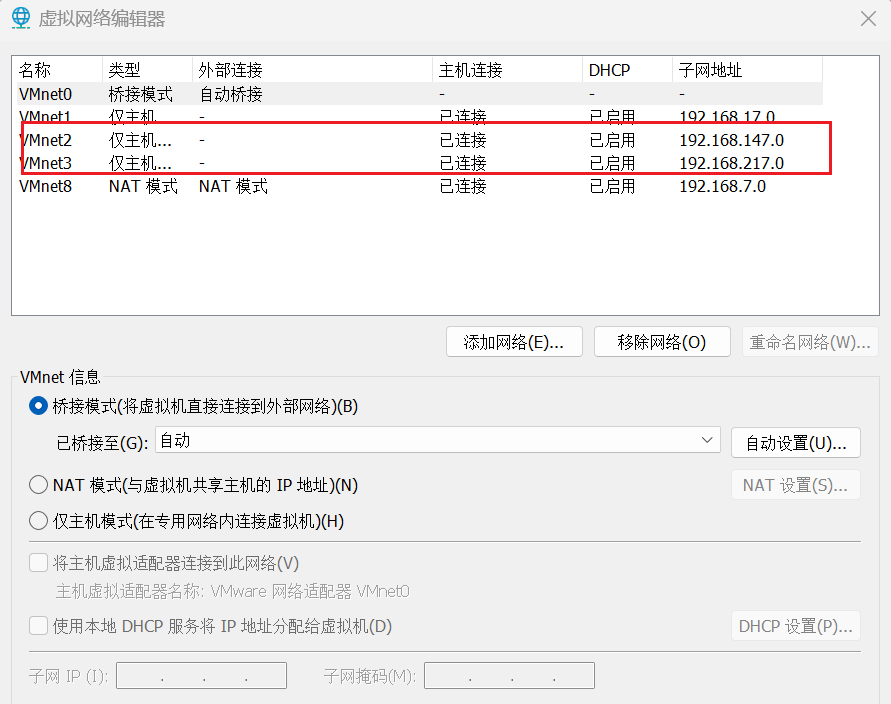 虚拟网络编辑器
名称 类型 外部连接 主机连接 DHCP 子网地址
VMnet0 桥接模式 自动桥接 - - -
VMnet1 仅主机... - 已连接 已启用 192.168.17.0
VMnet2 仅主机... - 已连接 已启用 192.168.147.0
VMnet3 仅主机... - 已连接 已启用 192.168.217.0
VMnet8 NAT 模式 NAT 模式 已连接 已启用 192.168.7.0
添加网络(E)... 移除网络(O) 重命名网络(W)...
VMnet 信息
桥接模式(将虚拟机直接连接到外部网络)(B)
已桥接至(G): 自动 自动设置(U)...
NAT 模式(与虚拟机共享主机的 IP 地址)(N) NAT 设置(S)...
仅主机模式(在专用网络内连接虚拟机)(H)
将主机虚拟适配器连接到此网络(V)
主机虚拟适配器名称: VMware 网络适配器 VMnet0
使用本地 DHCP 服务将 IP 地址分配给虚拟机(D) DHCP 设置(P)...
子网 IP (I): . . . 子网掩码(M): . . .